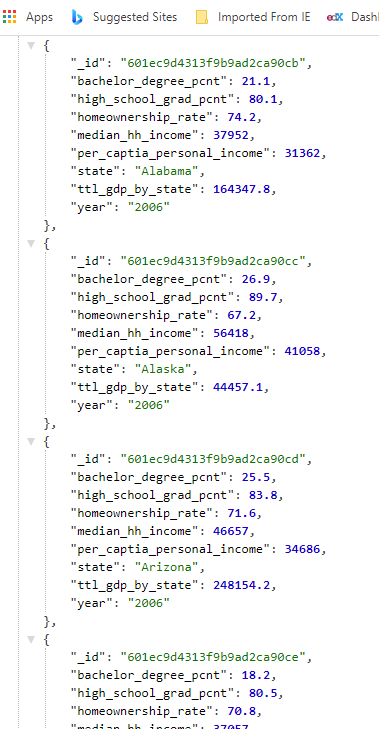 Apps Suggested Sites Imported From IE edX Dash
{
"_id": "601ec9d4313f9b9ad2ca90cb",
"bachelor_degree_pcnt": 21.1,
"high_school_grad_pcnt": 80.1,
"homeownership_rate": 74.2,
"median_hh_income": 37952,
"per_captia_personal_income": 31362,
"state": "Alabama",
"ttl_gdp_by_state": 164347.8,
"year": "2006"
},
{
"_id": "601ec9d4313f9b9ad2ca90cc",
"bachelor_degree_pcnt": 26.9,
"high_school_grad_pcnt": 89.7,
"homeownership_rate": 67.2,
"median_hh_income": 56418,
"per_captia_personal_income": 41058,
"state": "Alaska",
"ttl_gdp_by_state": 44457.1,
"year": "2006"
},
{
"_id": "601ec9d4313f9b9ad2ca90cd",
"bachelor_degree_pcnt": 25.5,
"high_school_grad_pcnt": 83.8,
"homeownership_rate": 71.6,
"median_hh_income": 46657,
"per_captia_personal_income": 34686,
"state": "Arizona",
"ttl_gdp_by_state": 248154.2,
"year": "2006"
},
{
"_id": "601ec9d4313f9b9ad2ca90ce",
"bachelor_degree_pcnt": 18.2,
"high_school_grad_pcnt": 80.5,
"homeownership_rate": 70.8,
"median_hh_income": 37057